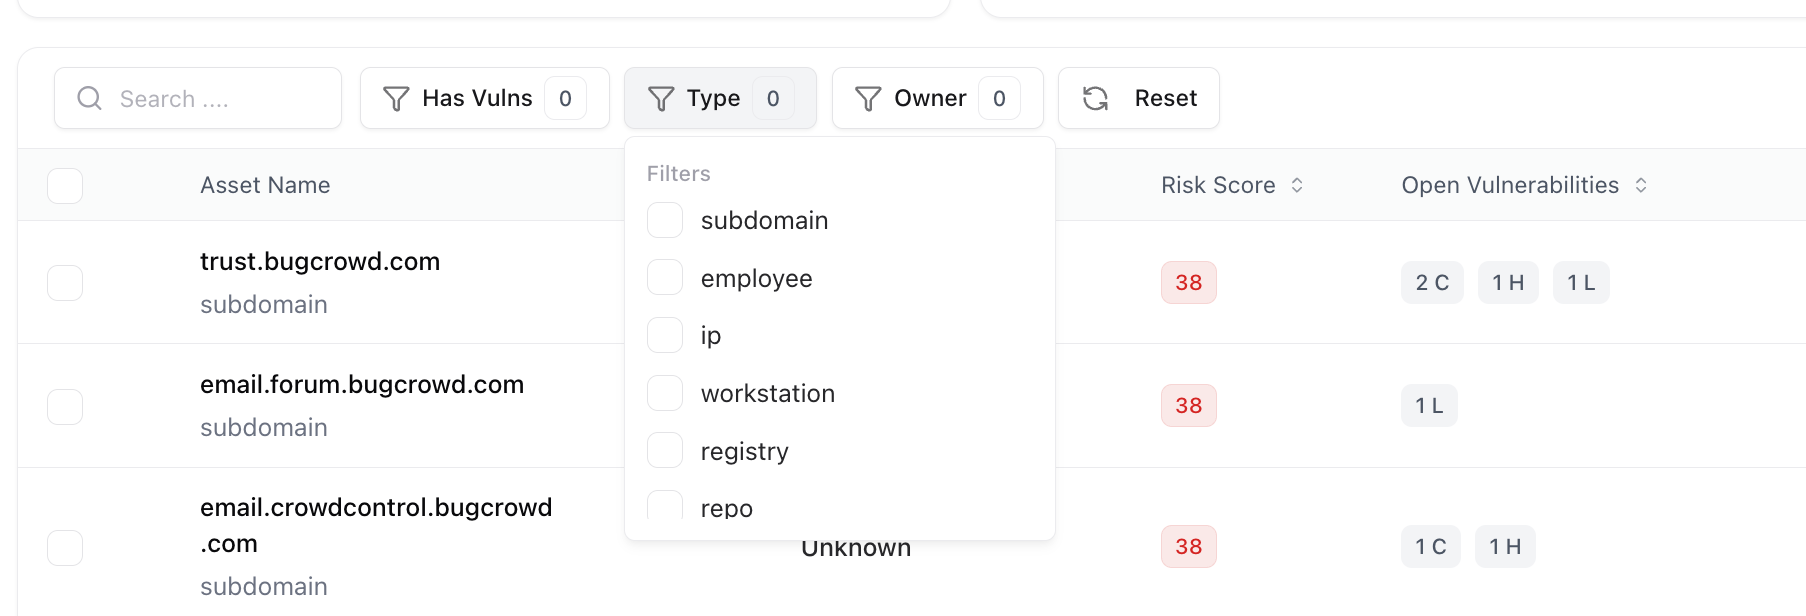 Search ....
Has Vulns 0
Type 0
Owner 0
Reset
Filters
subdomain
employee
ip
workstation
registry
repo
Asset Name
Risk Score
Open Vulnerabilities
trust.bugcrowd.com
subdomain
38
2 C 1 H 1 L
email.forum.bugcrowd.com
subdomain
38
1 L
email.crowdcontrol.bugcrowd
.com
subdomain
Unknown
38
1 C 1 H